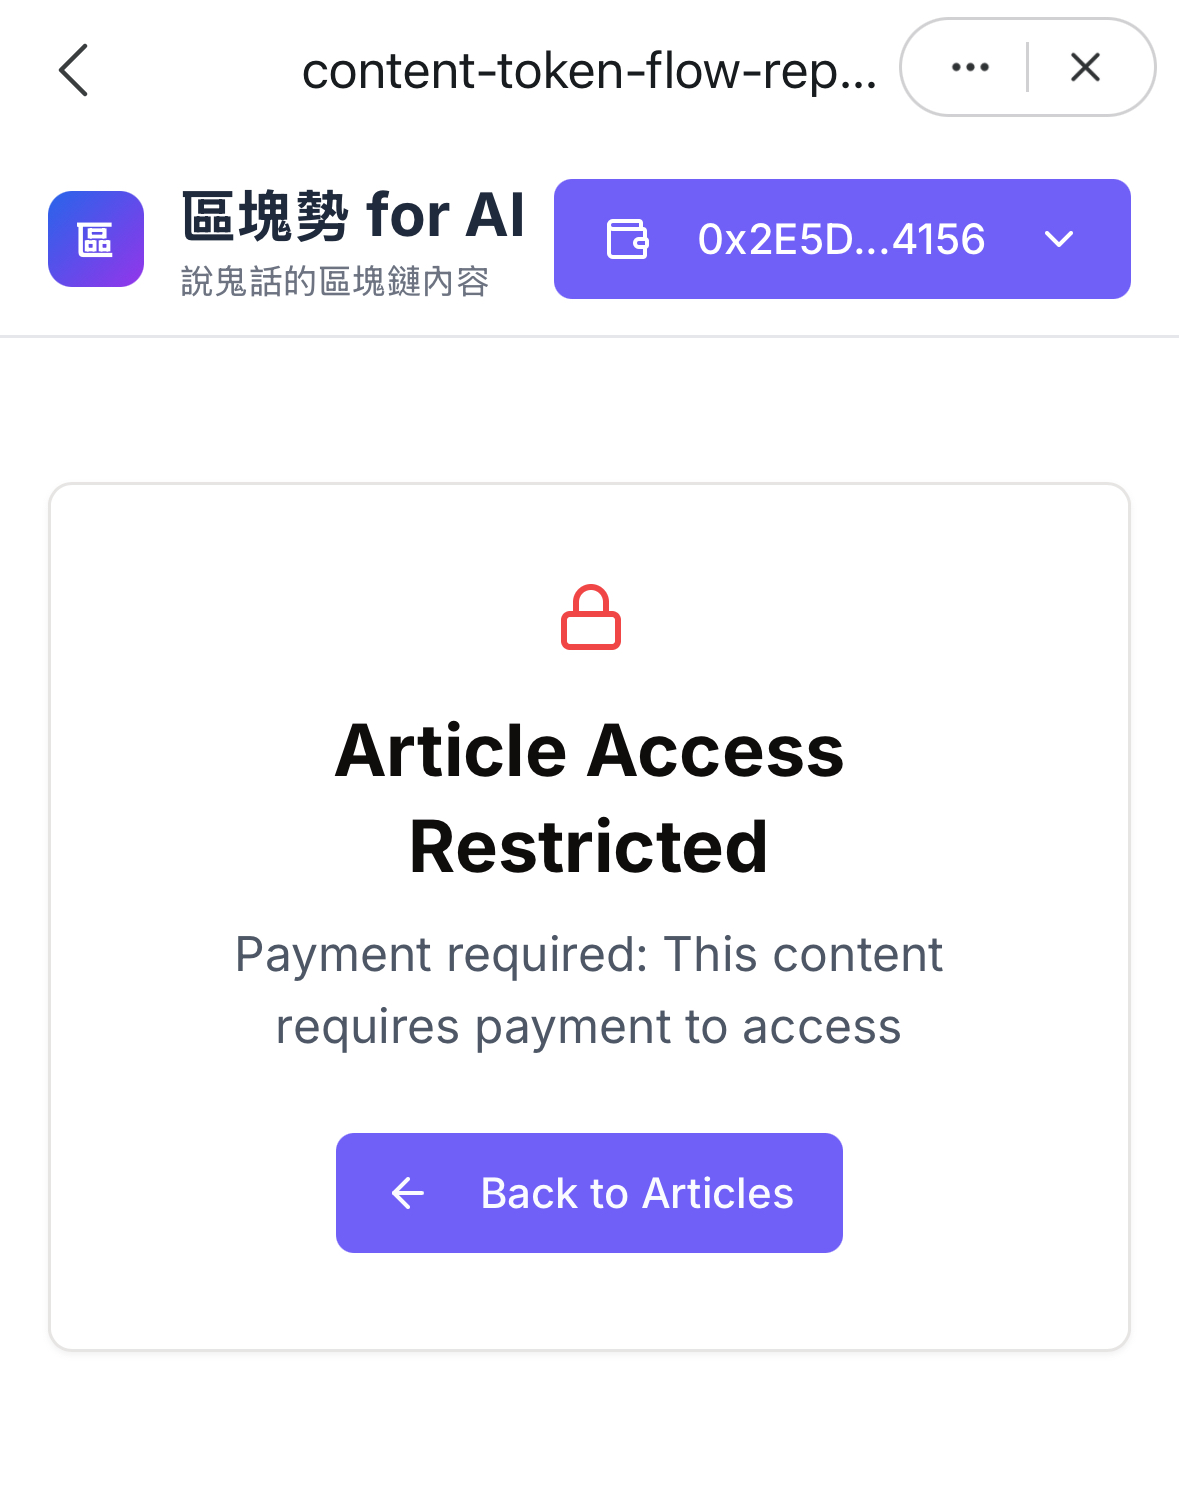 content-token-flow-rep...
區
區塊勢 for AI
說鬼話的區塊鏈內容
0x2E5D...4156
Article Access
Restricted
Payment required: This content
requires payment to access
Back to Articles